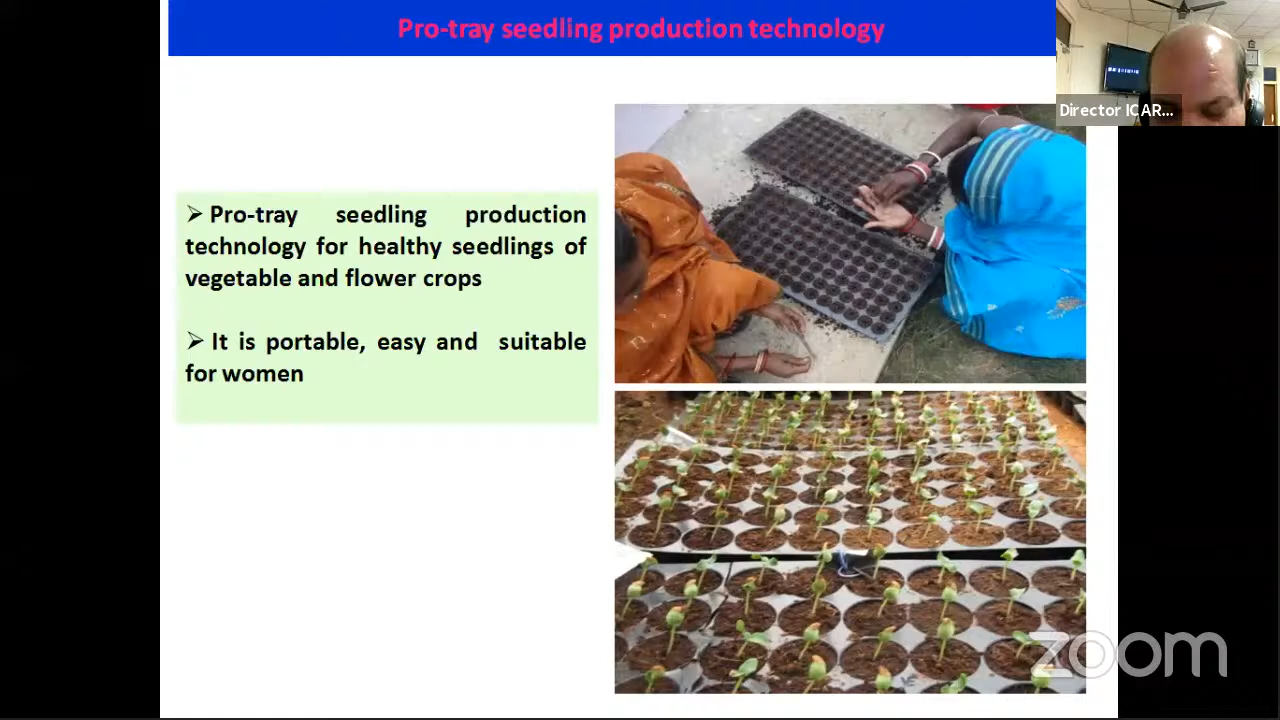 Pro-tray seedling production technology
Director ICAR...
➢ Pro-tray seedling production
technology for healthy seedlings of
vegetable and flower crops
➢ It is portable, easy and suitable
for women
zoom